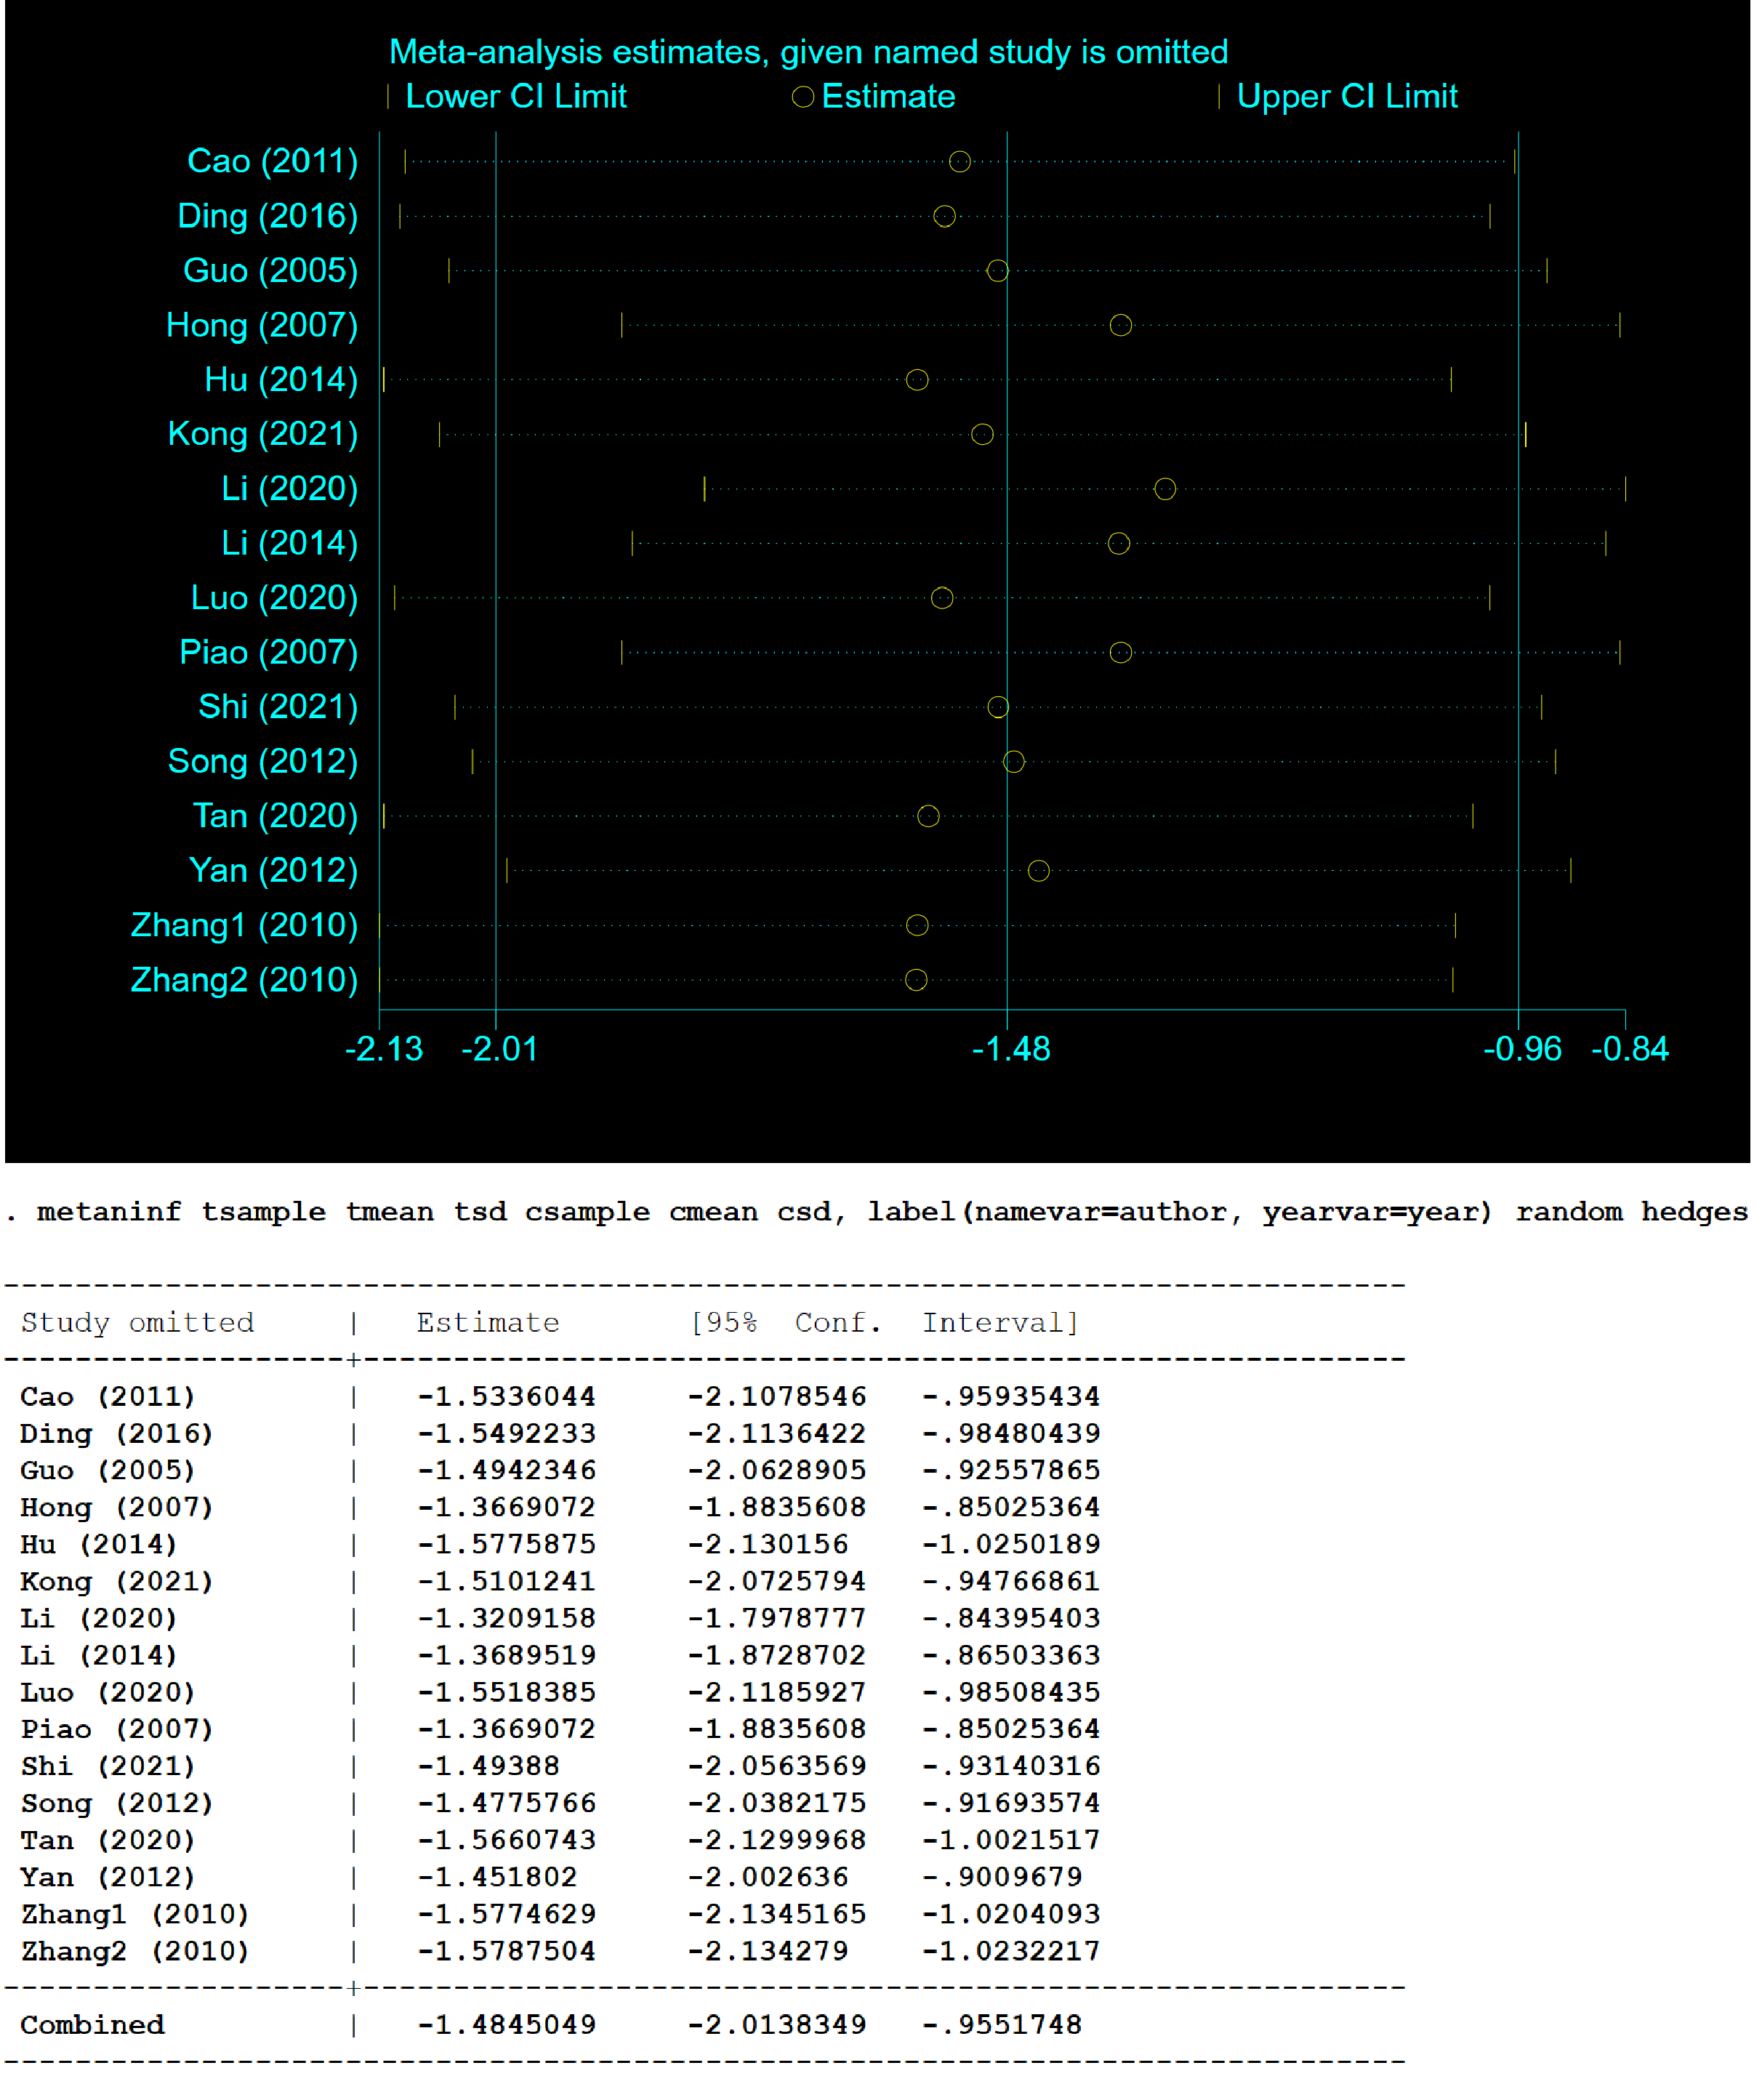 Meta-analysis estimates, given named study is omitted
Lower CI Limit Estimate Upper CI Limit
Cao (2011)
Ding (2016)
Guo (2005)
Hong (2007)
Hu (2014)
Kong (2021)
Li (2020)
Li (2014)
Luo (2020)
Piao (2007)
Shi (2021)
Song (2012)
Tan (2020)
Yan (2012)
Zhang1 (2010)
Zhang2 (2010)
-2.13 -2.01 -1.48 -0.96 -0.84
. metaninf tsample tmean tsd csample cmean csd, label(namevar=author, yearvar=year) random hedges
Study omitted | Estimate [95% Conf. Interval]
Cao (2011) | -1.5336044 -2.1078546 -.95935434
Ding (2016) | -1.5492233 -2.1136422 -.98480439
Guo (2005) | -1.4942346 -2.0628905 -.92557865
Hong (2007) | -1.3669072 -1.8835608 -.85025364
Hu (2014) | -1.5775875 -2.130156 -1.0250189
Kong (2021) | -1.5101241 -2.0725794 -.94766861
Li (2020) | -1.3209158 -1.7978777 -.84395403
Li (2014) | -1.3689519 -1.8728702 -.86503363
Luo (2020) | -1.5518385 -2.1185927 -.98508435
Piao (2007) | -1.3669072 -1.8835608 -.85025364
Shi (2021) | -1.49388 -2.0563569 -.93140316
Song (2012) | -1.4775766 -2.0382175 -.91693574
Tan (2020) | -1.5660743 -2.1299968 -1.0021517
Yan (2012) | -1.451802 -2.002636 -.9009679
Zhang1 (2010) | -1.5774629 -2.1345165 -1.0204093
Zhang2 (2010) | -1.5787504 -2.134279 -1.0232217
Combined | -1.4845049 -2.0138349 -.9551748